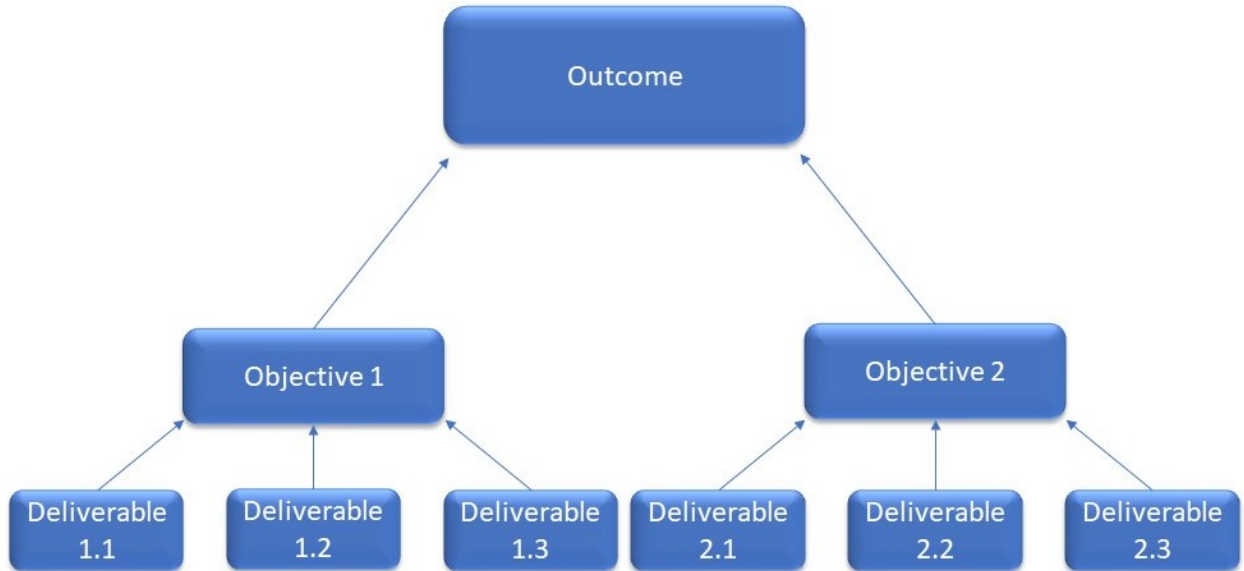 Outcome
Objective 1
Objective 2
Deliverable
1.1
Deliverable
1.2
Deliverable
1.3
Deliverable
2.1
Deliverable
2.2
Deliverable
2.3